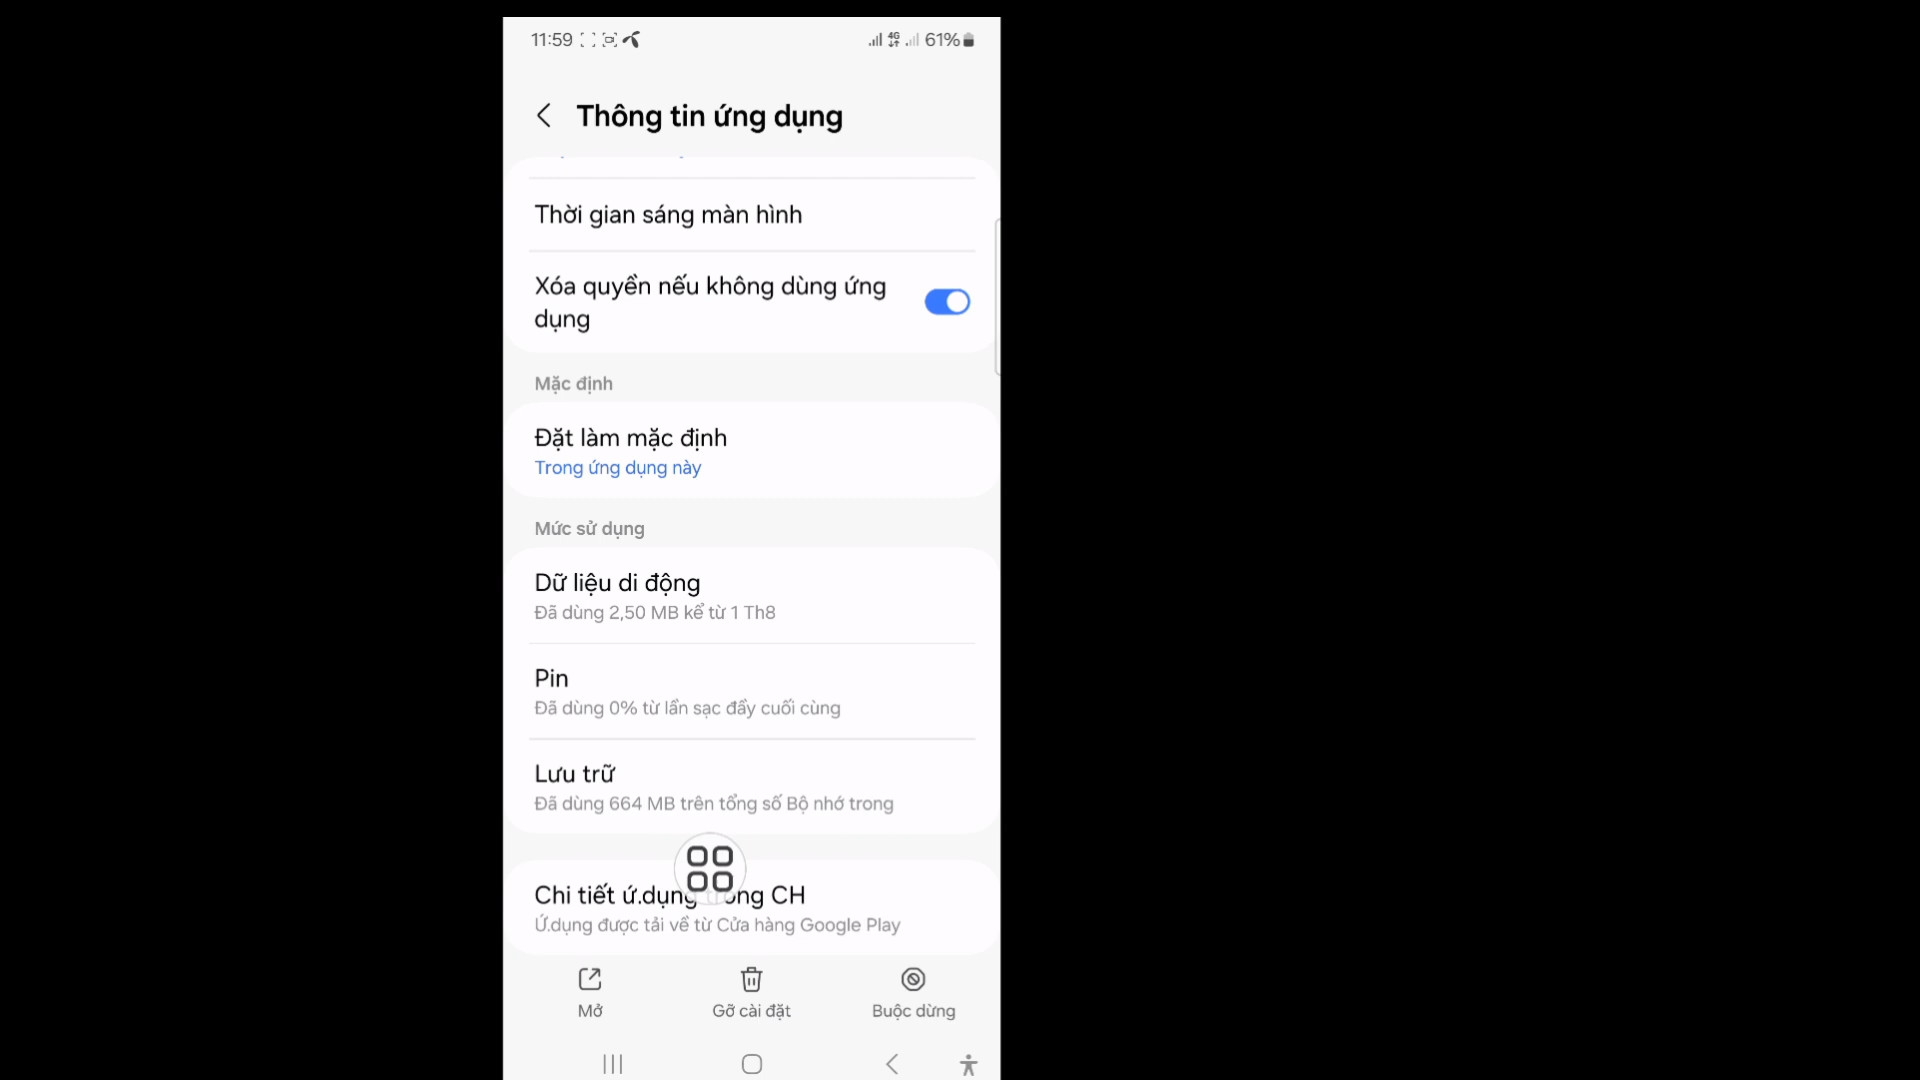 11:59 4G 61%
Thông tin ứng dụng
Thời gian sáng màn hình
Xóa quyền nếu không dùng ứng
dụng
Mặc định
Đặt làm mặc định
Trong ứng dụng này
Mức sử dụng
Dữ liệu di động
Đã dùng 2,50 MB kể từ 1 Th8
Pin
Đã dùng 0% từ lần sạc đầy cuối cùng
Lưu trữ
Đã dùng 664 MB trên tổng số Bộ nhớ trong
Chi tiết ứ.dụng trong CH
Ứ.dụng được tải về từ Cửa hàng Google Play
Mở Gỡ cài đặt Buộc dừng